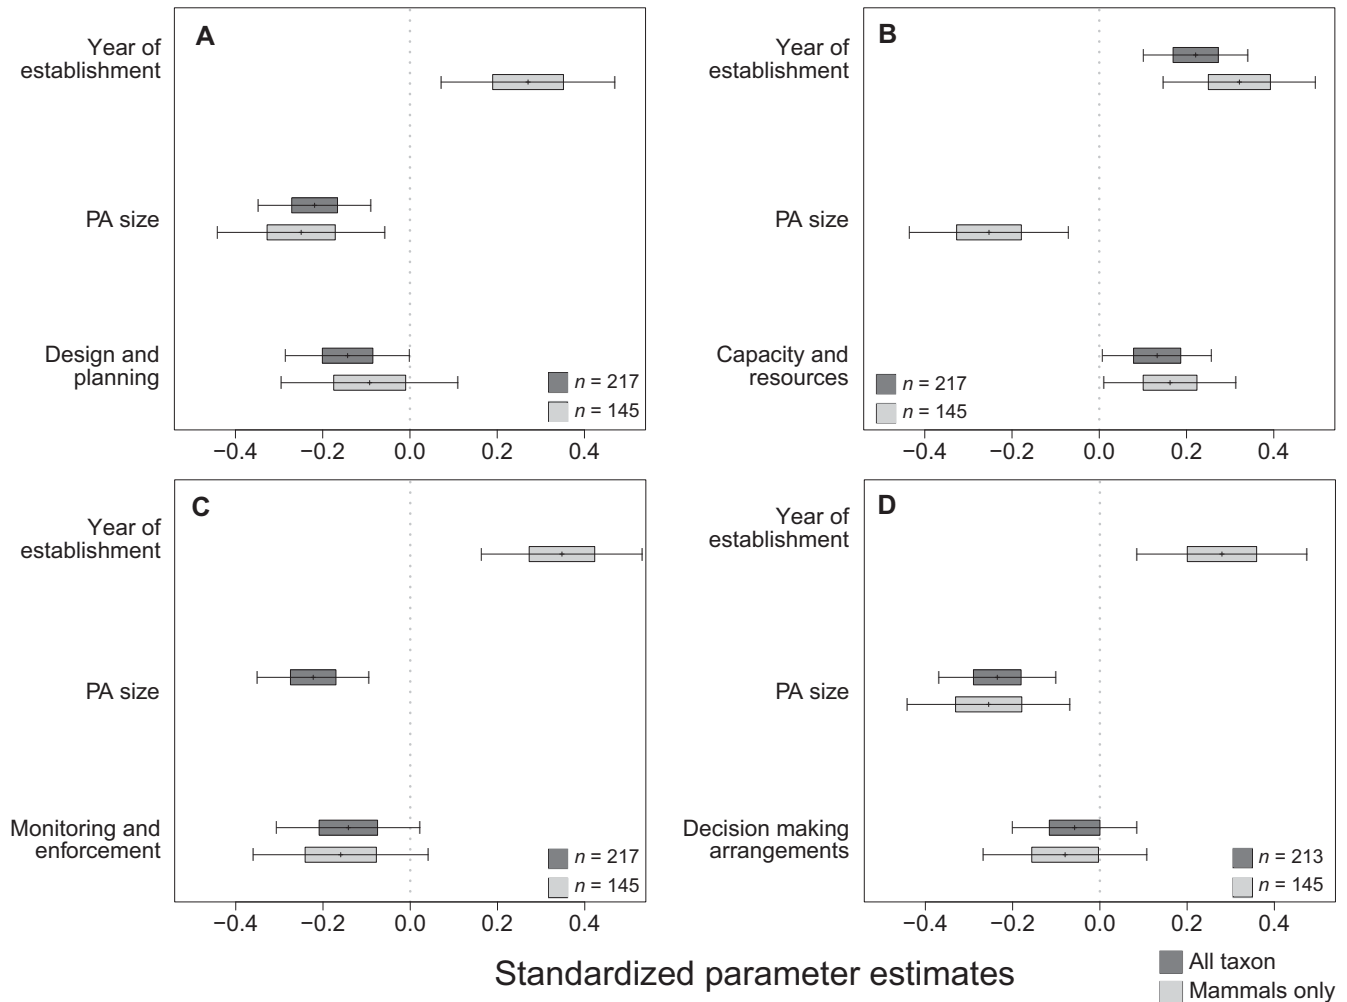 A
Year of
establishment
PA size
Design and
planning
n = 217
n = 145
−0.4 −0.2 0.0 0.2 0.4
B
Year of
establishment
PA size
Capacity and
resources
n = 217
n = 145
−0.4 −0.2 0.0 0.2 0.4
C
Year of
establishment
PA size
Monitoring and
enforcement
n = 217
n = 145
−0.4 −0.2 0.0 0.2 0.4
D
Year of
establishment
PA size
Decision making
arrangements
n = 213
n = 145
−0.4 −0.2 0.0 0.2 0.4
Standardized parameter estimates
All taxon
Mammals only